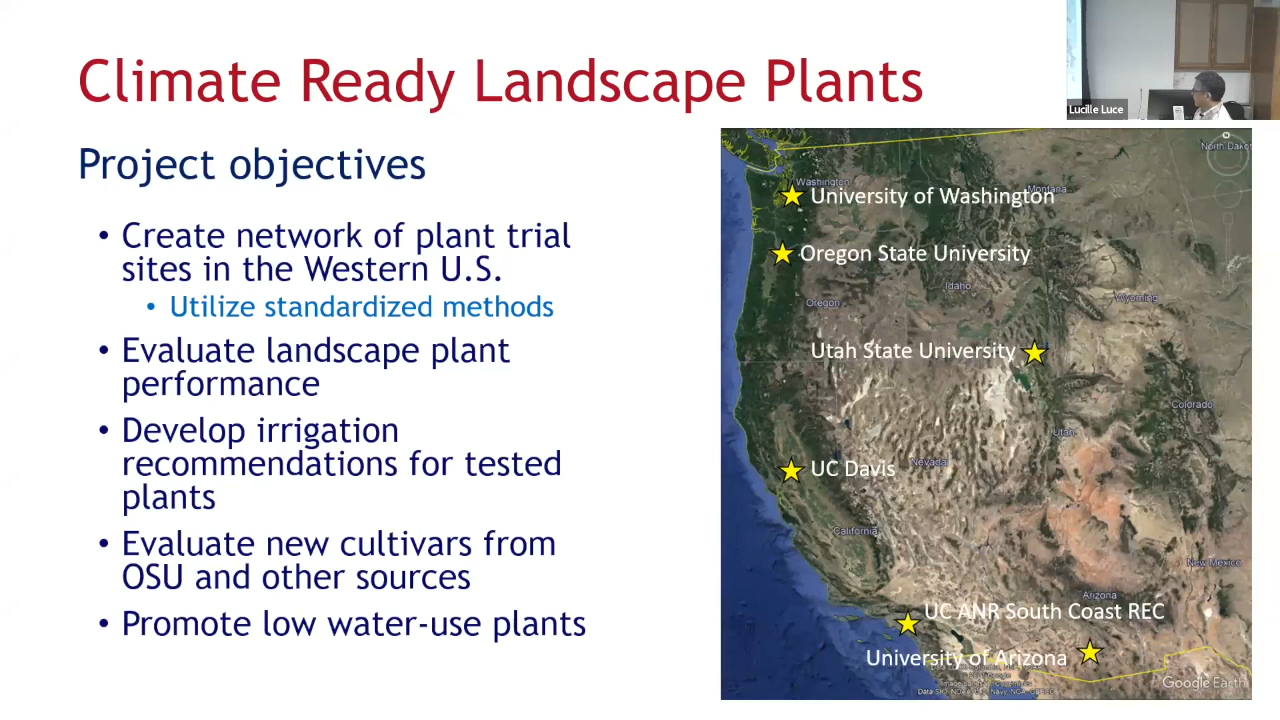 Climate Ready Landscape Plants
Lucille Luce
Project objectives
• Create network of plant trial
sites in the Western U.S.
• Utilize standardized methods
• Evaluate landscape plant
performance
• Develop irrigation
recommendations for tested
plants
• Evaluate new cultivars from
OSU and other sources
• Promote low water-use plants
North Dakot
Washington
Montana
University of Washington
Oregon State University
Idaho
Wyoming
Oregon
Utah State University
Colorado
Utah
Nevada
UC Davis
California
New Mexico
Arizona
UC ANR South Coast REC
University of Arizona
Google Earth